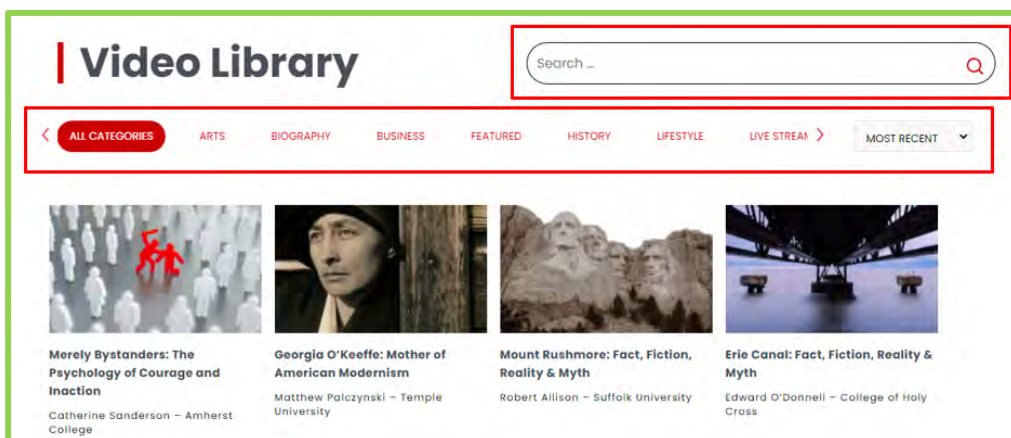 Video Library
Search ...
ALL CATEGORIES ARTS BIOGRAPHY BUSINESS FEATURED HISTORY LIFESTYLE LIVE STREAM MOST RECENT
Merely Bystanders: The
Psychology of Courage and
Inaction
Catherine Sanderson – Amherst
College
Georgia O'Keeffe: Mother of
American Modernism
Matthew Palczynski – Temple
University
Mount Rushmore: Fact, Fiction,
Reality & Myth
Robert Allison – Suffolk University
Erie Canal: Fact, Fiction, Reality &
Myth
Edward O'Donnell – College of Holy
Cross